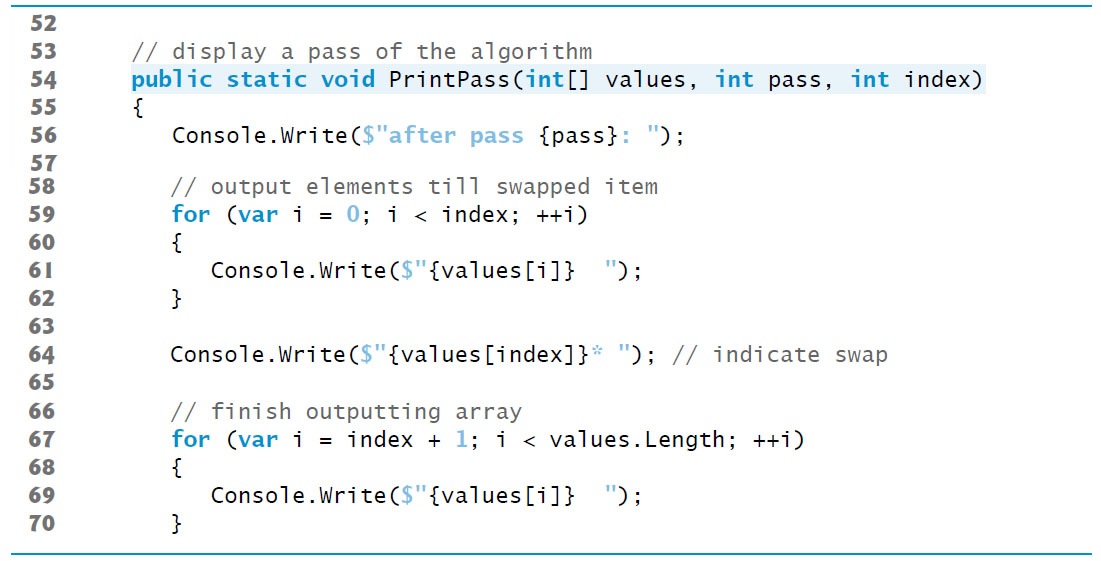 52
53 // display a pass of the algorithm
54 public static void PrintPass(int[] values, int pass, int index)
55 {
56 Console.Write($"after pass {pass}: ");
57
58 // output elements till swapped item
59 for (var i = 0; i < index; ++i)
60 {
61 Console.Write($"{values[i]}  ");
62 }
63
64 Console.Write($"{values[index]}* "); // indicate swap
65
66 // finish outputting array
67 for (var i = index + 1; i < values.Length; ++i)
68 {
69 Console.Write($"{values[i]}  ");
70 }